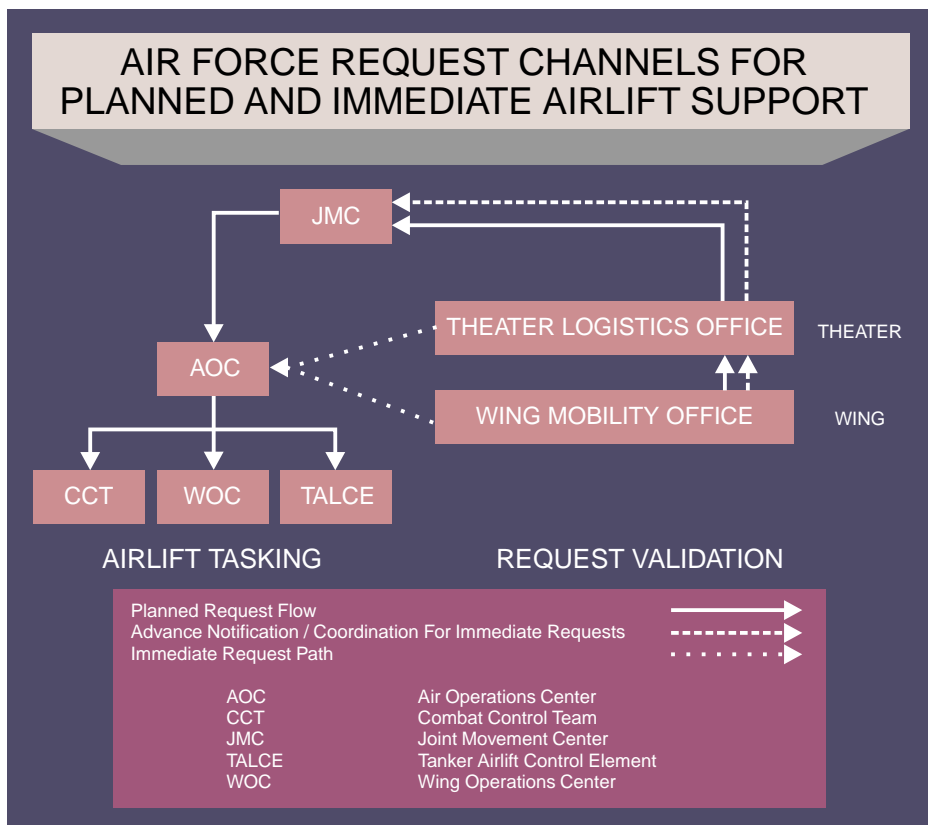 AIR FORCE REQUEST CHANNELS FOR
PLANNED AND IMMEDIATE AIRLIFT SUPPORT
JMC
THEATER LOGISTICS OFFICE
THEATER
AOC
WING MOBILITY OFFICE
WING
CCT
WOC
TALCE
AIRLIFT TASKING
REQUEST VALIDATION
Planned Request Flow
Advance Notification / Coordination For Immediate Requests
Immediate Request Path
AOC Air Operations Center
CCT Combat Control Team
JMC Joint Movement Center
TALCE Tanker Airlift Control Element
WOC Wing Operations Center